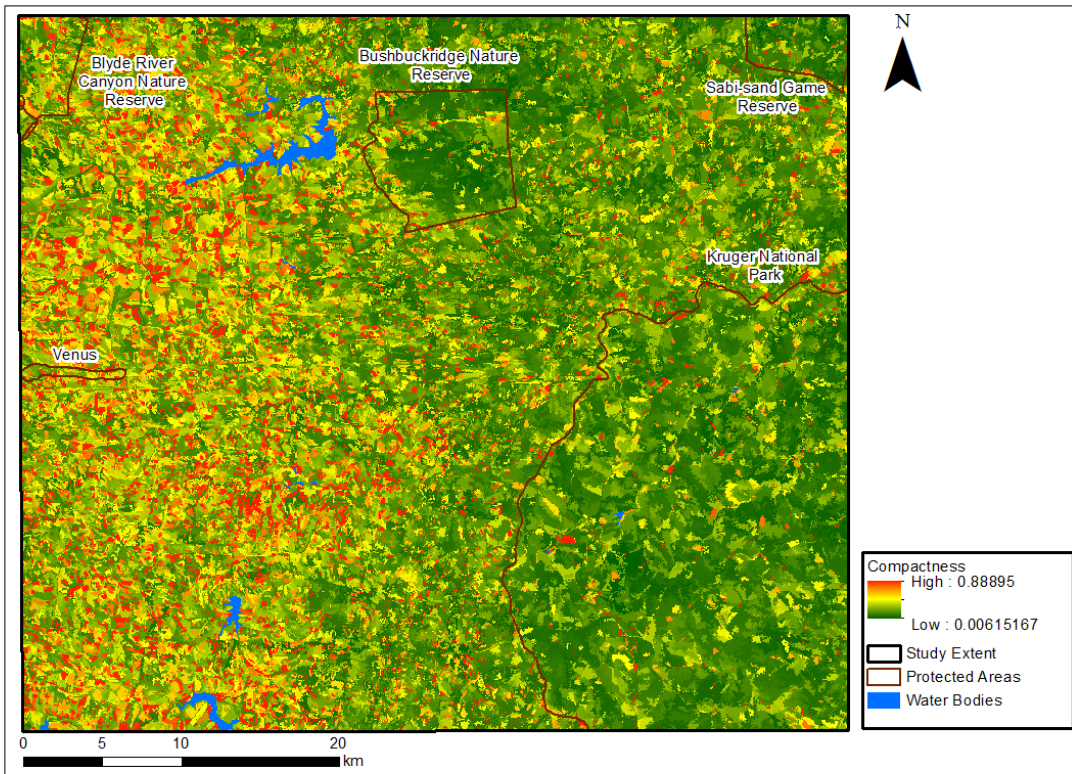 N
Blyde River
Canyon Nature
Reserve
Bushbuckridge Nature
Reserve
Sabi-sand Game
Reserve
Kruger National
Park
Venus
Compactness
High : 0.88895
Low : 0.00615167
Study Extent
Protected Areas
Water Bodies
0 5 10 20
km